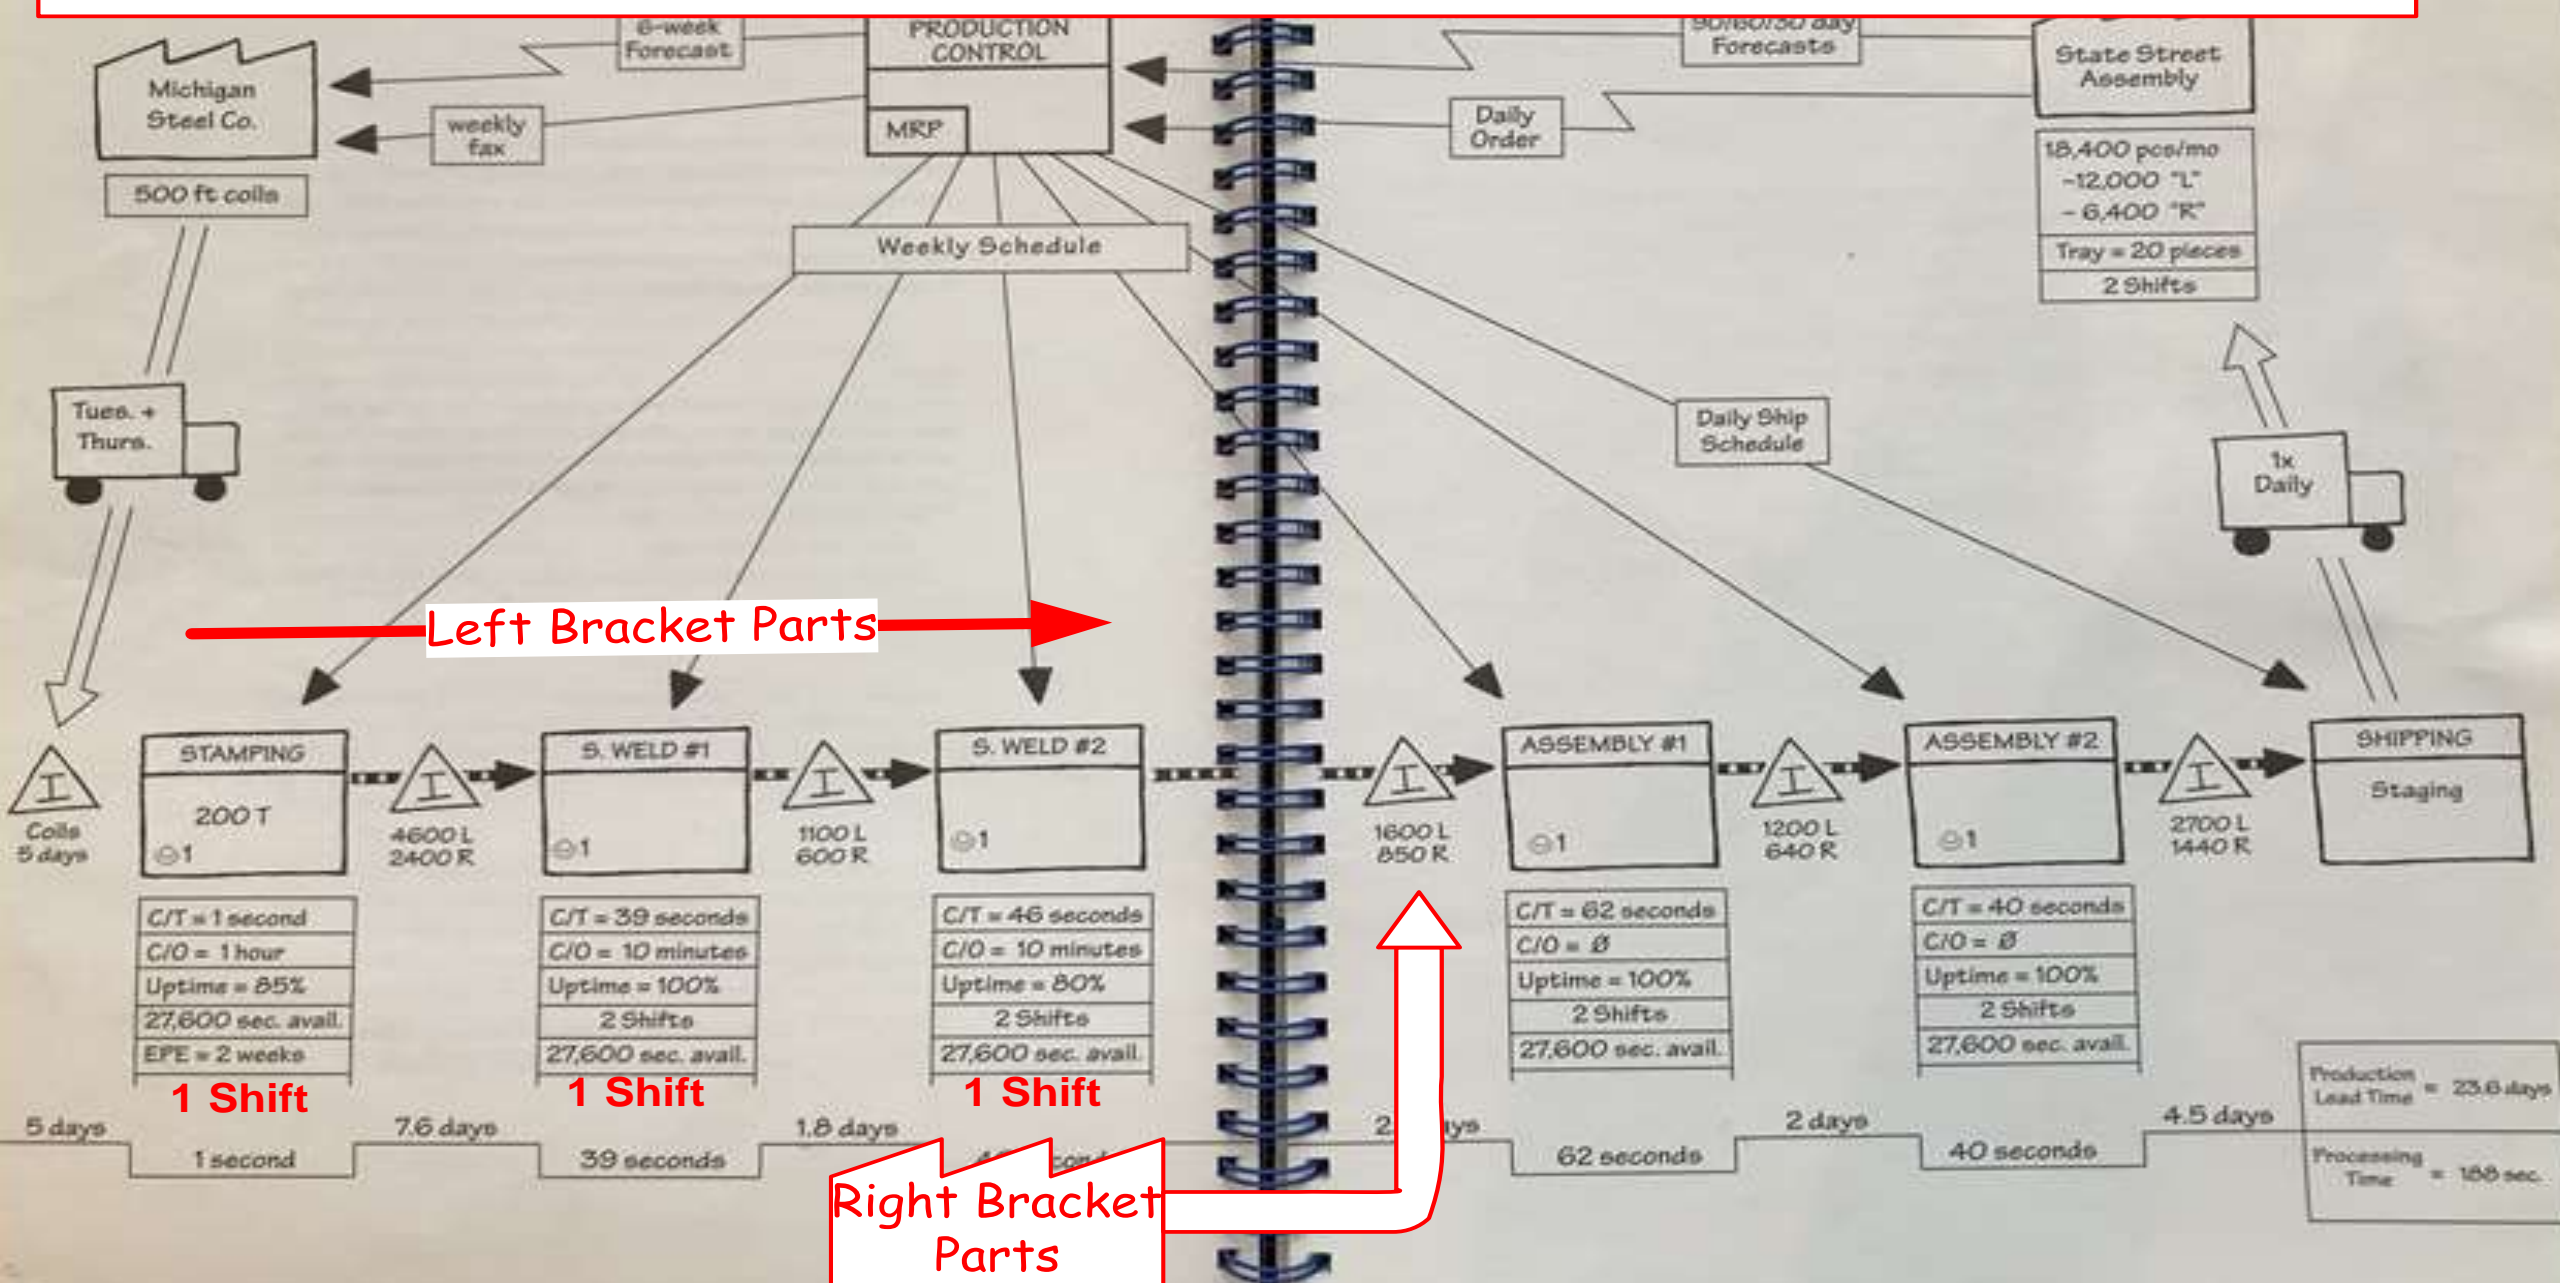 6-week
Forecast
PRODUCTION
CONTROL
90/60/30 day
Forecasts
State Street
Assembly
Michigan
Steel Co.
weekly
fax
MRP
Daily
Order
500 ft coils
18,400 pcs/mo
-12,000 "L"
- 6,400 "R"
Tray = 20 pieces
2 Shifts
Weekly Schedule
Tues. +
Thurs.
Daily Ship
Schedule
1x
Daily
Left Bracket Parts
I
Coils
5 days
STAMPING
200 T
1
I
4600 L
2400 R
S. WELD #1
1
I
1100 L
600 R
S. WELD #2
1
I
1600 L
850 R
ASSEMBLY #1
1
I
1200 L
640 R
ASSEMBLY #2
1
I
2700 L
1440 R
SHIPPING
Staging
C/T = 1 second
C/O = 1 hour
Uptime = 85%
27,600 sec. avail.
EPE = 2 weeks
1 Shift
C/T = 39 seconds
C/O = 10 minutes
Uptime = 100%
2 Shifts
27,600 sec. avail.
1 Shift
C/T = 46 seconds
C/O = 10 minutes
Uptime = 80%
2 Shifts
27,600 sec. avail.
1 Shift
C/T = 62 seconds
C/O = Ø
Uptime = 100%
2 Shifts
27,600 sec. avail.
C/T = 40 seconds
C/O = Ø
Uptime = 100%
2 Shifts
27,600 sec. avail.
5 days
1 second
7.6 days
39 seconds
1.8 days
62 seconds
2 days
40 seconds
4.5 days
Production
Lead Time = 23.6 days
Processing
Time = 188 sec.
Right Bracket
Parts